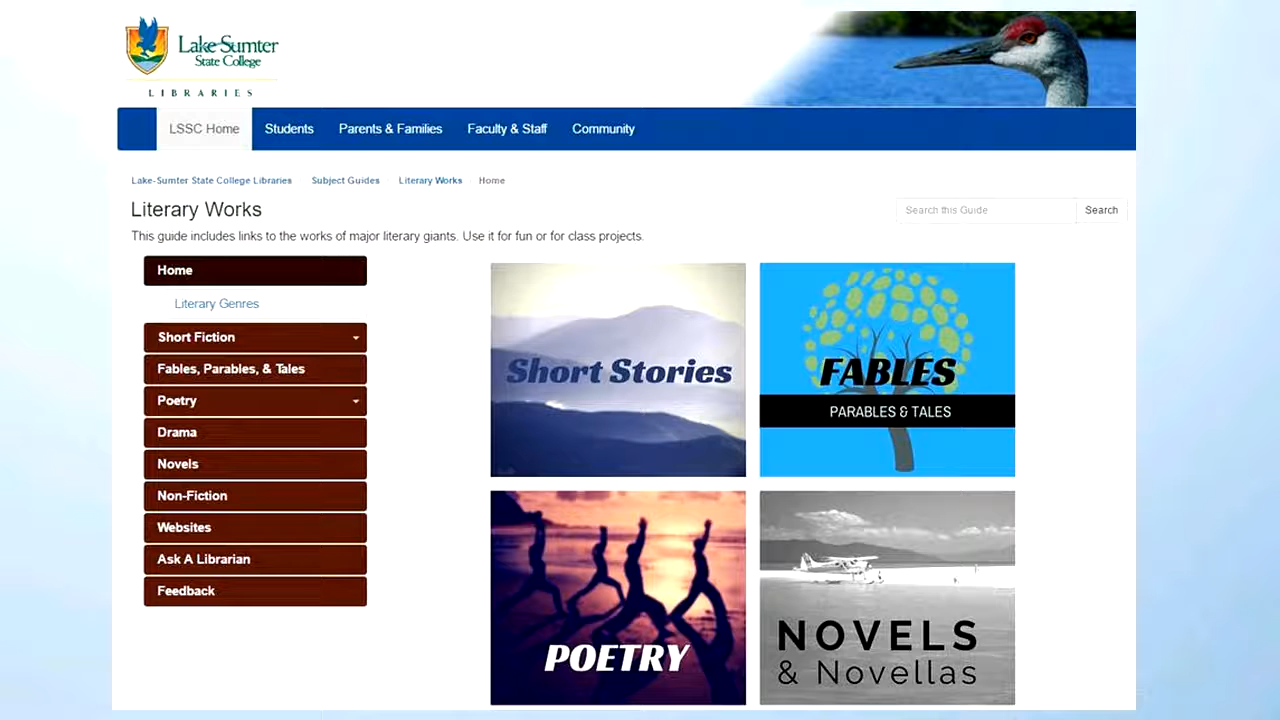 Lake-Sumter
State College
LIBRARIES
LSSC Home Students Parents & Families Faculty & Staff Community
Lake-Sumter State College Libraries Subject Guides Literary Works Home
Literary Works
Search this Guide Search
This guide includes links to the works of major literary giants. Use it for fun or for class projects.
Home
Literary Genres
Short Fiction
Fables, Parables, & Tales
Poetry
Drama
Novels
Non-Fiction
Websites
Ask A Librarian
Feedback
Short Stories
FABLES
PARABLES & TALES
POETRY
NOVELS
& Novellas